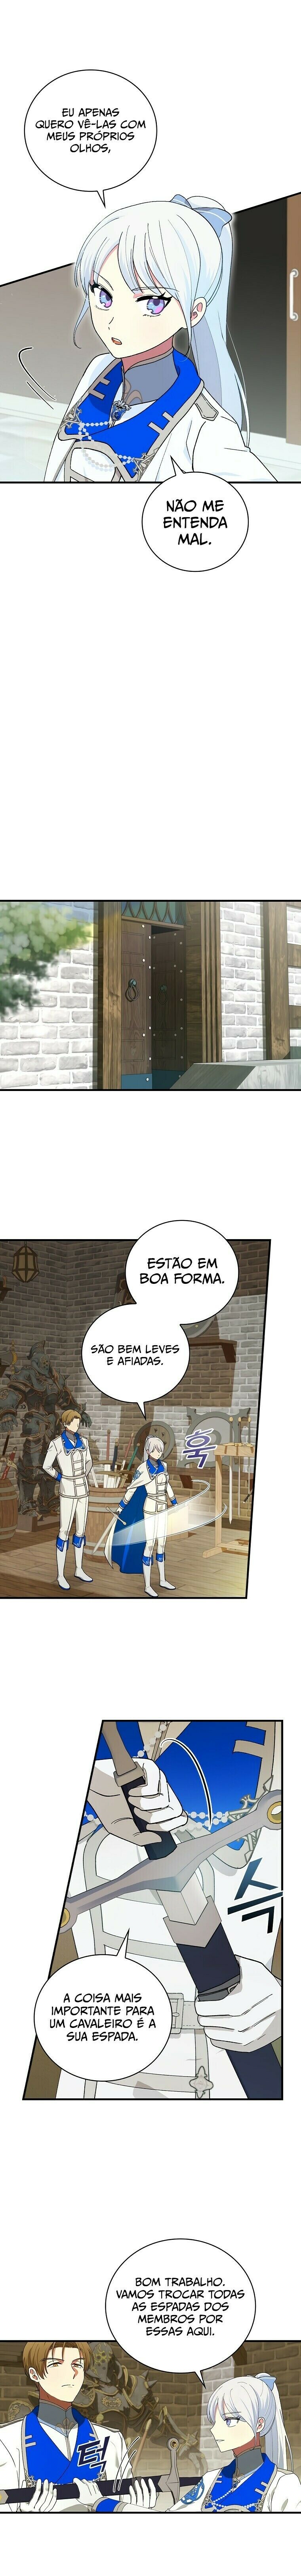 EU APENAS
QUERO VÊ-LAS COM
MEUS PRÓPRIOS
OLHOS,
NÃO ME
ENTENDA
MAL.
ESTÃO EM
BOA FORMA.
SÃO BEM LEVES
E AFIADAS.
훅
스윽
A COISA MAIS
IMPORTANTE PARA
UM CAVALEIRO É A
SUA ESPADA.
BOM TRABALHO.
VAMOS TROCAR TODAS
AS ESPADAS DOS
MEMBROS POR
ESSAS AQUI.
턱